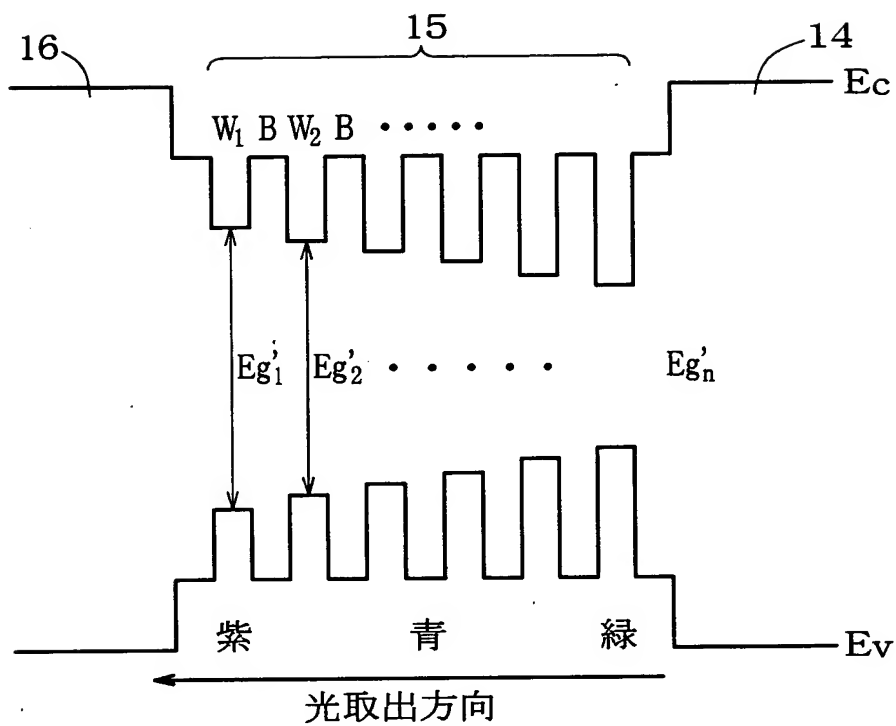 15
16
14
Ec
W₁ B W₂ B ・・・・・
Eg'₁ Eg'₂ ・・・・・ Eg'ₙ
紫 青 緑
Ev
光取出方向